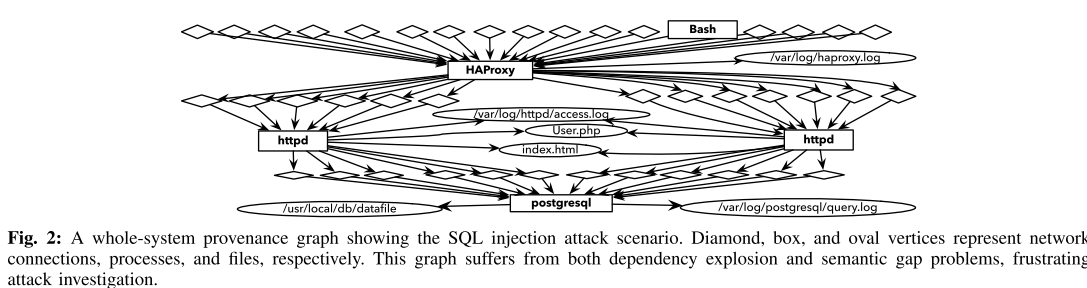 Bash
/var/log/haproxy.log
HAProxy
/var/log/httpd/access.log
httpd
User.php
httpd
index.html
postgresql
/usr/local/db/datafile
/var/log/postgresql/query.log
Fig. 2: A whole-system provenance graph showing the SQL injection attack scenario. Diamond, box, and oval vertices represent network
connections, processes, and files, respectively. This graph suffers from both dependency explosion and semantic gap problems, frustrating
attack investigation.